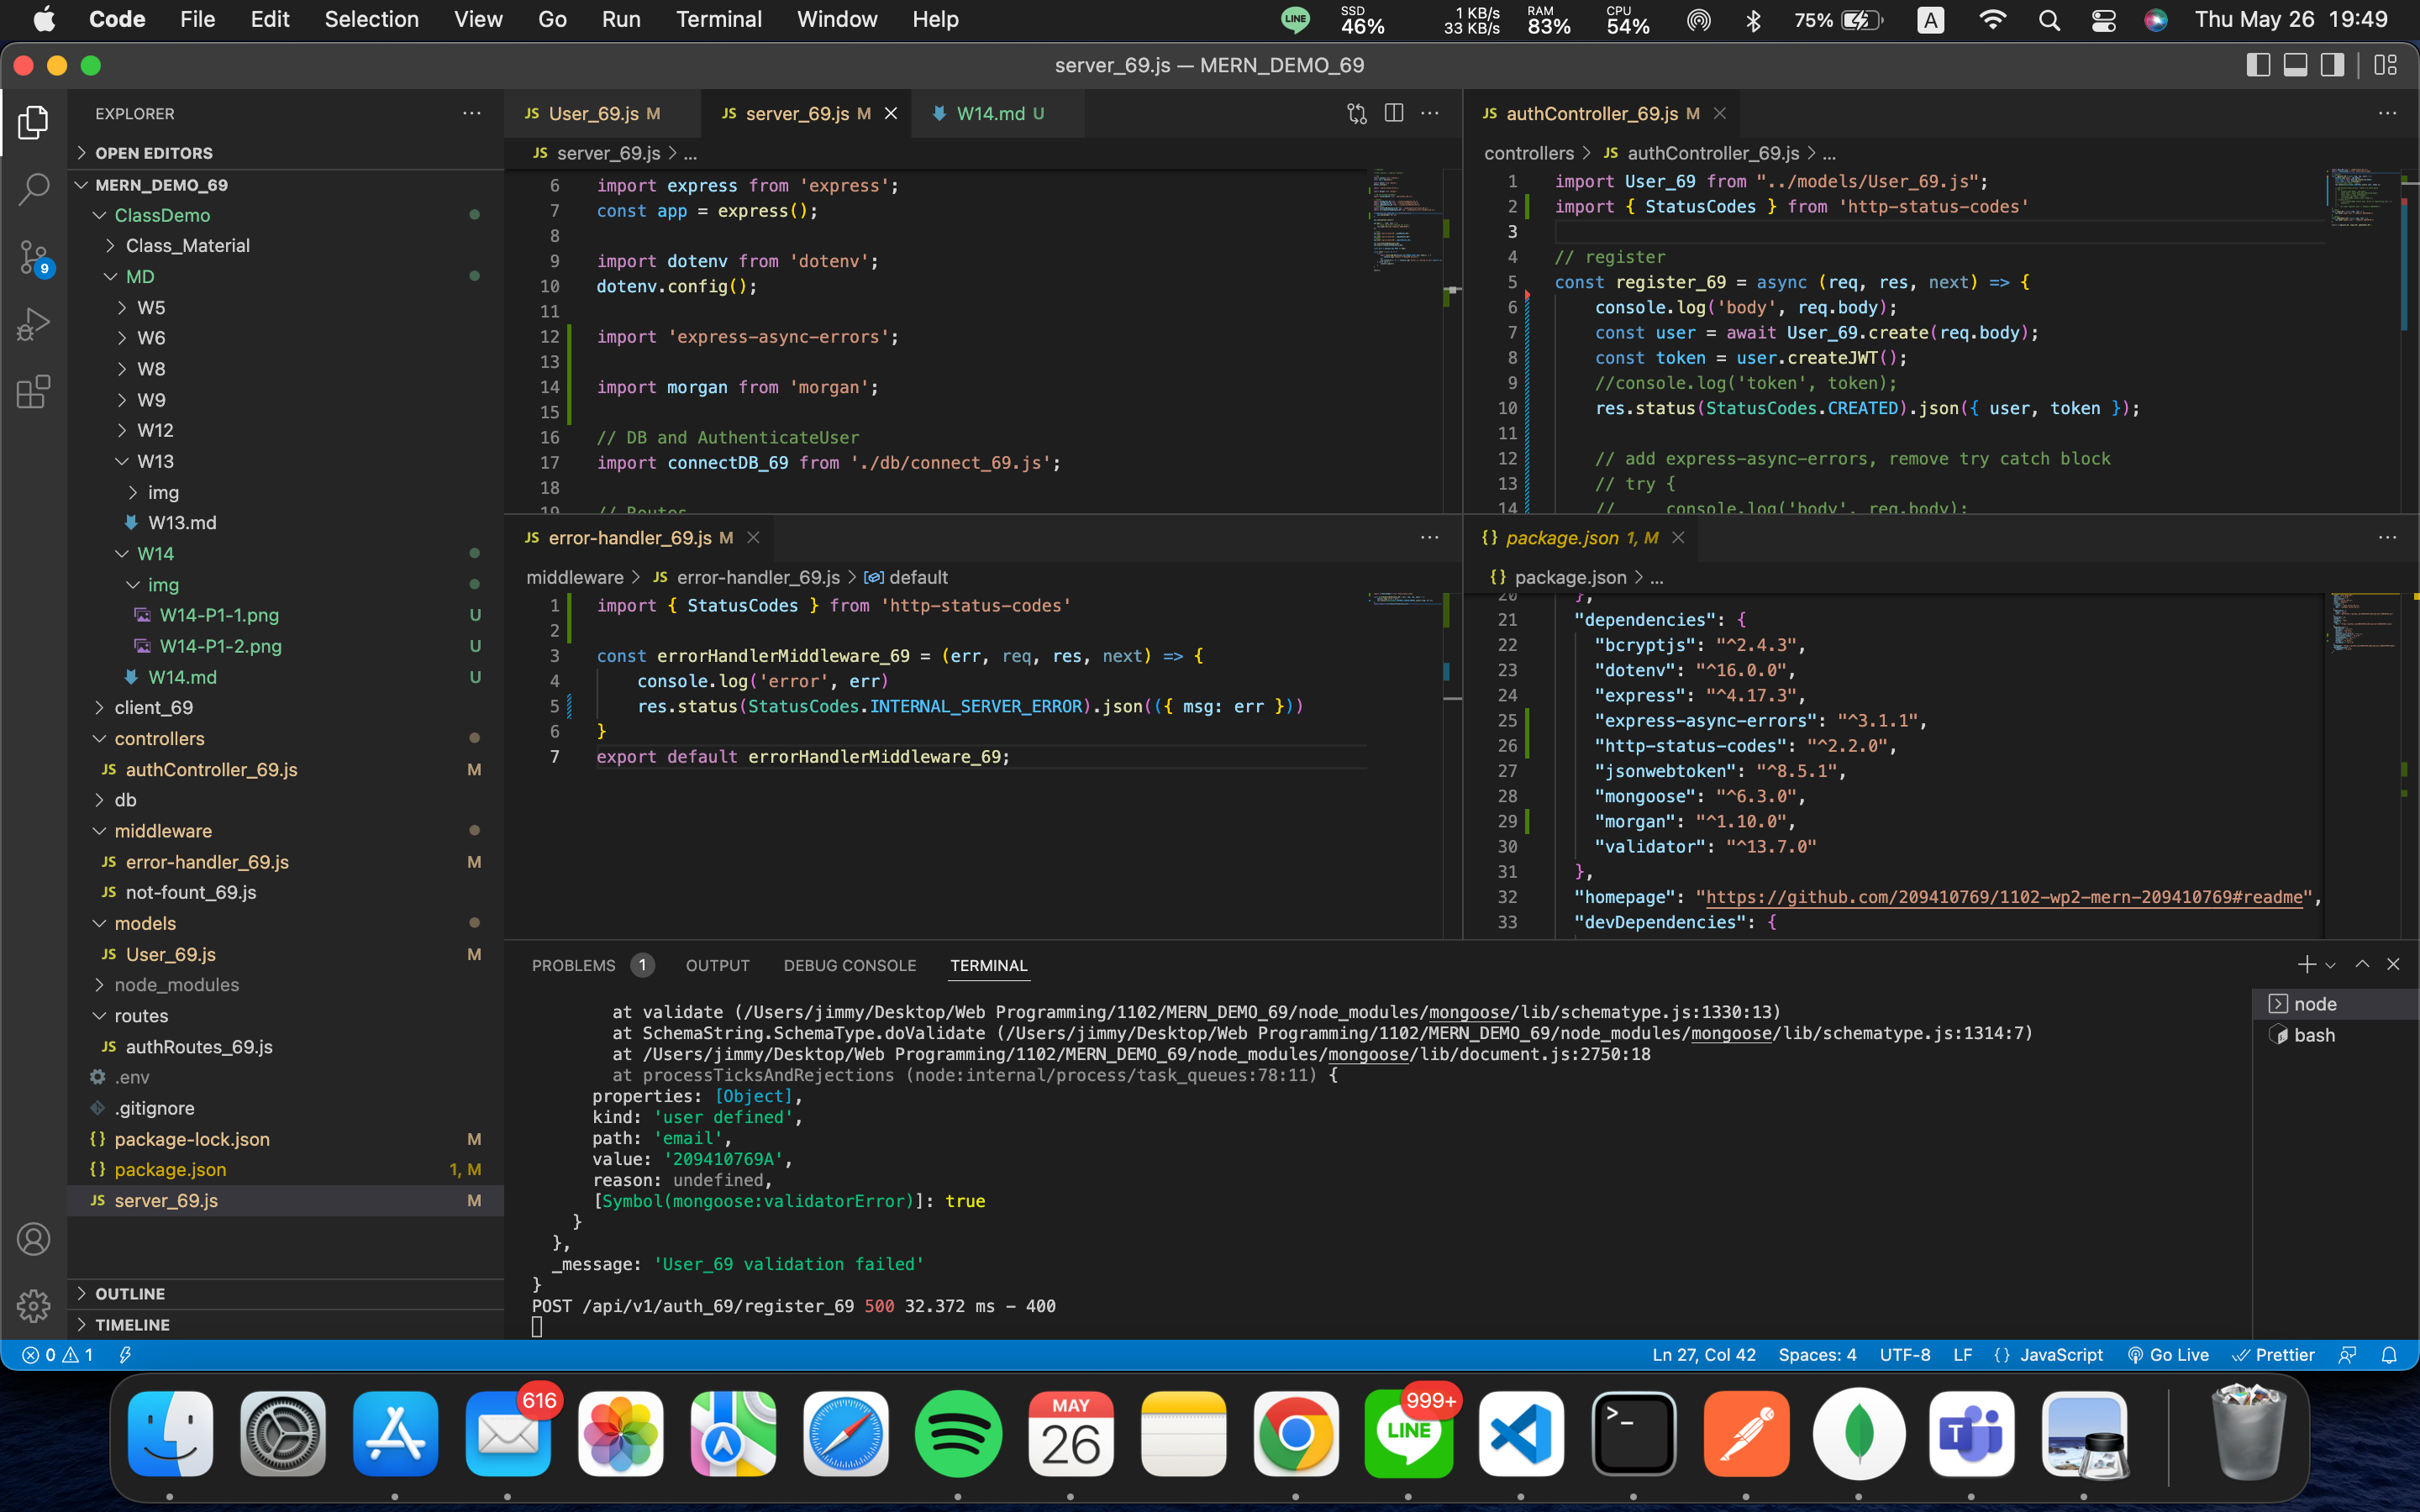 Code File Edit Selection View Go Run Terminal Window Help LINE SSD 46% 1 KB/s 33 KB/s RAM 83% CPU 54% 75% A Thu May 26 19:49
server_69.js — MERN_DEMO_69
EXPLORER
OPEN EDITORS
MERN_DEMO_69
ClassDemo
Class_Material
MD
W5
W6
W8
W9
W12
W13
img
W13.md
W14
img
W14-P1-1.png U
W14-P1-2.png U
W14.md U
client_69
controllers
JS authController_69.js M
db
middleware
JS error-handler_69.js M
JS not-fount_69.js
models
JS User_69.js M
node_modules
routes
JS authRoutes_69.js
.env
.gitignore
{} package-lock.json M
{} package.json 1, M
JS server_69.js M
OUTLINE
TIMELINE
9
JS User_69.js M JS server_69.js M W14.md U
JS server_69.js > ...
6 import express from 'express';
7 const app = express();
8
9 import dotenv from 'dotenv';
10 dotenv.config();
11
12 import 'express-async-errors';
13
14 import morgan from 'morgan';
15
16 // DB and AuthenticateUser
17 import connectDB_69 from './db/connect_69.js';
18
19 // Routes
JS authController_69.js M
controllers > JS authController_69.js > ...
1 import User_69 from "../models/User_69.js";
2 import { StatusCodes } from 'http-status-codes'
3
4 // register
5 const register_69 = async (req, res, next) => {
6 console.log('body', req.body);
7 const user = await User_69.create(req.body);
8 const token = user.createJWT();
9 //console.log('token', token);
10 res.status(StatusCodes.CREATED).json({ user, token });
11
12 // add express-async-errors, remove try catch block
13 // try {
14 // console.log('body', req.body);
JS error-handler_69.js M
middleware > JS error-handler_69.js > default
1 import { StatusCodes } from 'http-status-codes'
2
3 const errorHandlerMiddleware_69 = (err, req, res, next) => {
4 console.log('error', err)
5 res.status(StatusCodes.INTERNAL_SERVER_ERROR).json(({ msg: err }))
6 }
7 export default errorHandlerMiddleware_69;
{} package.json 1, M
{} package.json > ...
20 },
21 "dependencies": {
22 "bcryptjs": "^2.4.3",
23 "dotenv": "^16.0.0",
24 "express": "^4.17.3",
25 "express-async-errors": "^3.1.1",
26 "http-status-codes": "^2.2.0",
27 "jsonwebtoken": "^8.5.1",
28 "mongoose": "^6.3.0",
29 "morgan": "^1.10.0",
30 "validator": "^13.7.0"
31 },
32 "homepage": "https://github.com/209410769/1102-wp2-mern-209410769#readme",
33 "devDependencies": {
PROBLEMS 1 OUTPUT DEBUG CONSOLE TERMINAL
at validate (/Users/jimmy/Desktop/Web Programming/1102/MERN_DEMO_69/node_modules/mongoose/lib/schematype.js:1330:13)
at SchemaString.SchemaType.doValidate (/Users/jimmy/Desktop/Web Programming/1102/MERN_DEMO_69/node_modules/mongoose/lib/schematype.js:1314:7)
at /Users/jimmy/Desktop/Web Programming/1102/MERN_DEMO_69/node_modules/mongoose/lib/document.js:2750:18
at processTicksAndRejections (node:internal/process/task_queues:78:11) {
properties: [Object],
kind: 'user defined',
path: 'email',
value: '209410769A',
reason: undefined,
[Symbol(mongoose:validatorError)]: true
}
},
_message: 'User_69 validation failed'
}
POST /api/v1/auth_69/register_69 500 32.372 ms - 400
node
bash
0 1 Ln 27, Col 42 Spaces: 4 UTF-8 LF {} JavaScript Go Live Prettier
616 MAY 26 999+ LINE >_ T